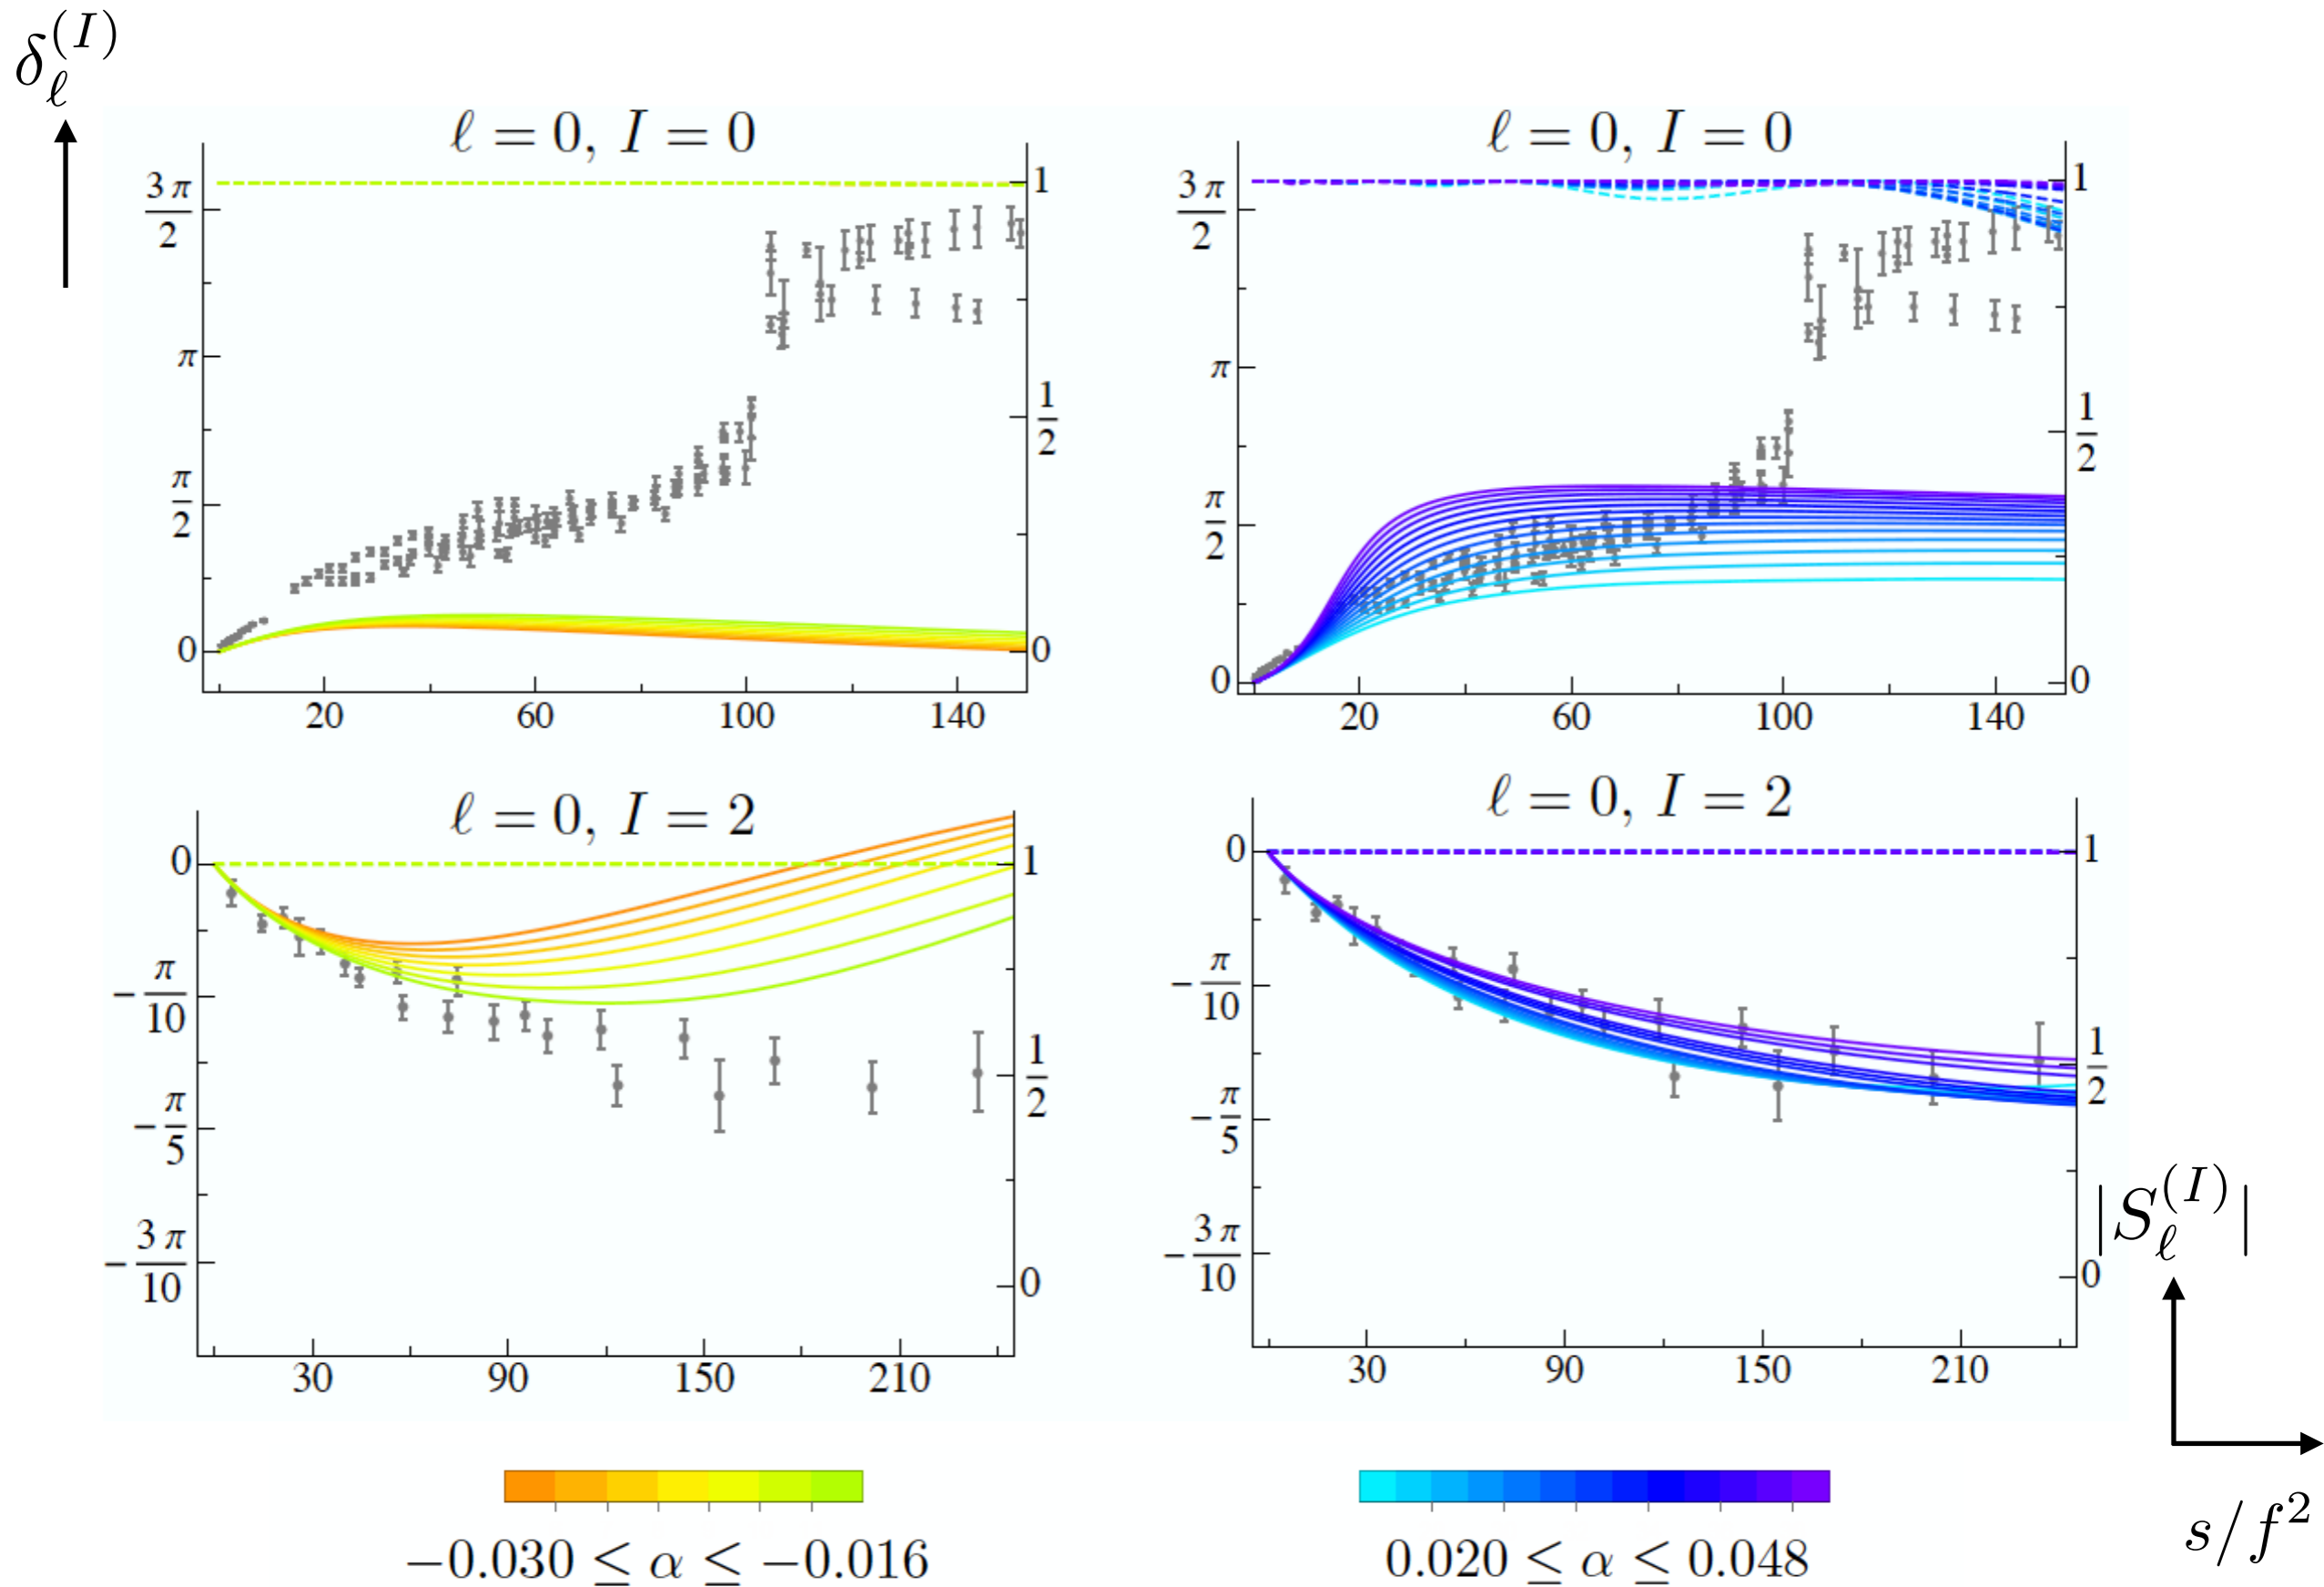 δ_ℓ^(I)
ℓ = 0, I = 0
3π/2
π
π/2
0
1
1/2
0
20 60 100 140
ℓ = 0, I = 0
3π/2
π
π/2
0
1
1/2
0
20 60 100 140
ℓ = 0, I = 2
0
−π/10
−π/5
−3π/10
1
1/2
0
30 90 150 210
ℓ = 0, I = 2
0
−π/10
−π/5
−3π/10
1
1/2
0
30 90 150 210
|S_ℓ^(I)|
s/f²
−0.030 ≤ α ≤ −0.016
0.020 ≤ α ≤ 0.048